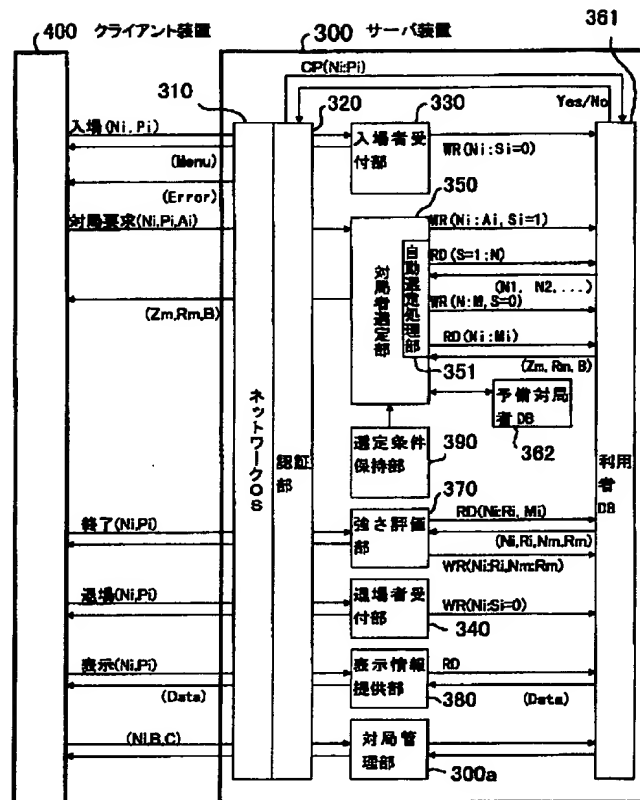 400 クライアント装置
300 サーバ装置
361
CP(Ni:Pi)
310
320
330
Yes/No
入場(Ni,Pi)
入場者受付部
WR(Ni:Si=0)
(Menu)
(Error)
350
対局要求(Ni,Pi,Ai)
WR(Ni:Ai,Si=1)
RD(S=1:N)
対局者選定部
自動選定処理部
(N1, N2,...)
WR(N:M,S=0)
(Zm,Rm,B)
RD(Ni:Mi)
351
(Zm,Rm,B)
予備対局者DB
362
ネットワークOS
認証部
選定条件保持部
390
利用者DB
370
終了(Ni,Pi)
強さ評価部
RD(Ni:Ri,Mi)
(Ni,Ri,Nm,Rm)
WR(Ni:Ri,Nm:Rm)
退場(Ni,Pi)
退場者受付部
WR(Ni:Si=0)
340
表示(Ni,Pi)
表示情報提供部
RD
(Data)
380
(Data)
(Ni,B,C)
対局管理部
300a